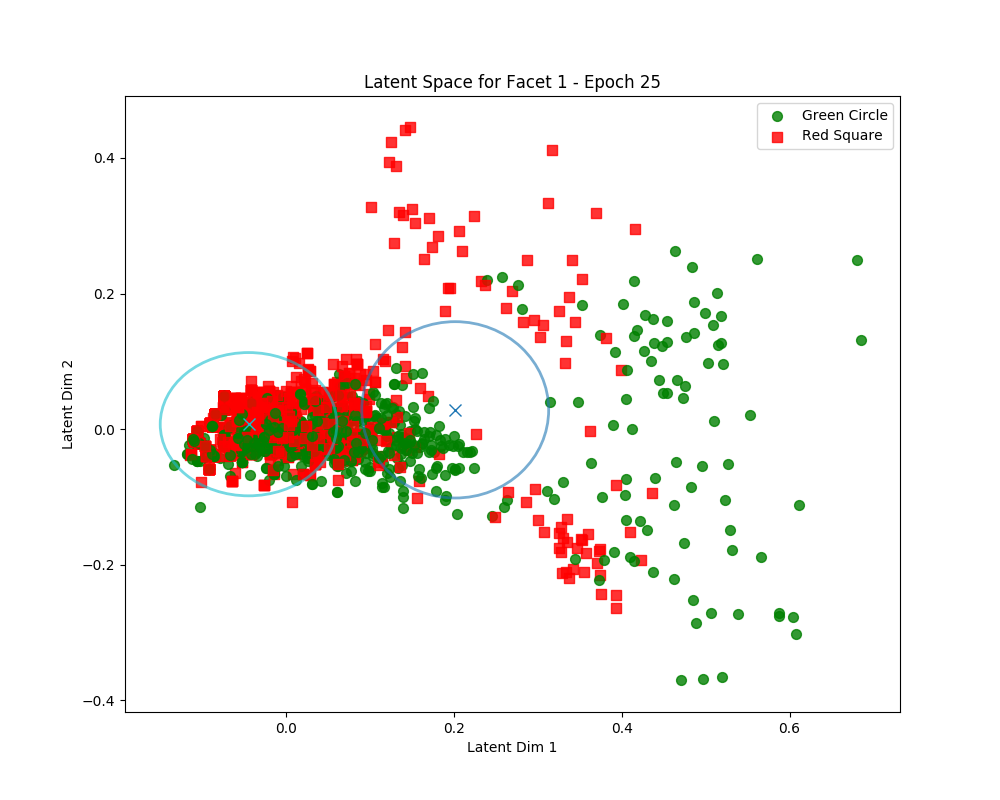 Latent Space for Facet 1 - Epoch 25
Green Circle
Red Square
0.4
0.2
0.0
−0.2
−0.4
Latent Dim 2
0.0
0.2
0.4
0.6
Latent Dim 1